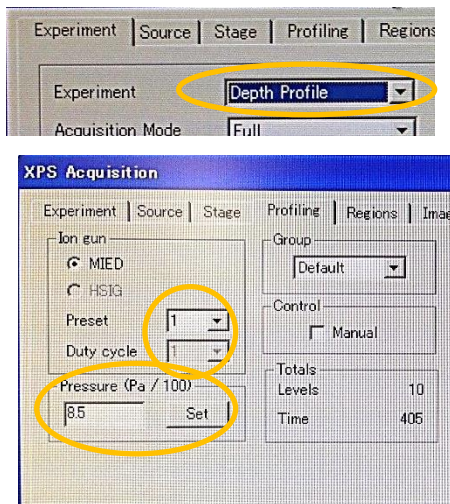 Experiment Source Stage Profiling Regions
Experiment Depth Profile
Acquisition Mode Full
XPS Acquisition
Experiment Source Stage Profiling Regions Imag
Ion gun
MIED
HSIG
Preset 1
Duty cycle 1
Pressure (Pa / 100)
8.5 Set
Group
Default
Control
Manual
Totals
Levels 10
Time 405